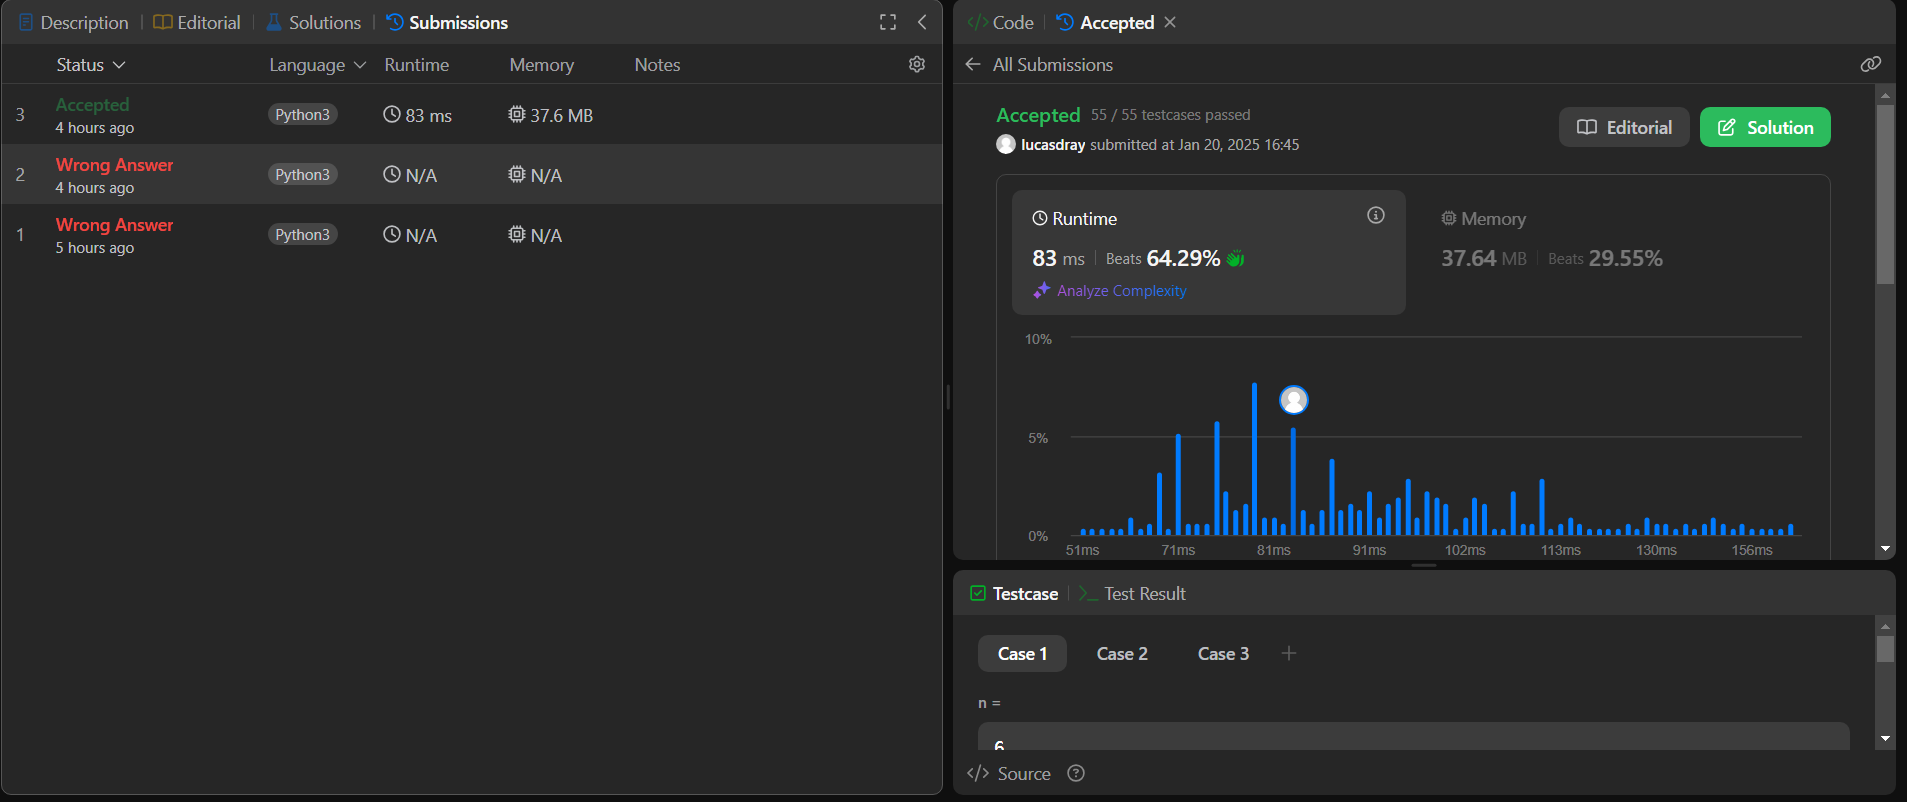 Description | Editorial | Solutions | Submissions
Status Language Runtime Memory Notes
3 Accepted Python3 83 ms 37.6 MB
4 hours ago
2 Wrong Answer Python3 N/A N/A
4 hours ago
1 Wrong Answer Python3 N/A N/A
5 hours ago
</> Code | Accepted
All Submissions
Accepted 55 / 55 testcases passed
lucasdray submitted at Jan 20, 2025 16:45
Editorial
Solution
Runtime
83 ms | Beats 64.29%
Analyze Complexity
Memory
37.64 MB | Beats 29.55%
10%
5%
0%
51ms 71ms 81ms 91ms 102ms 113ms 130ms 156ms
Testcase | >_ Test Result
Case 1 Case 2 Case 3 +
n =
6
</> Source ?